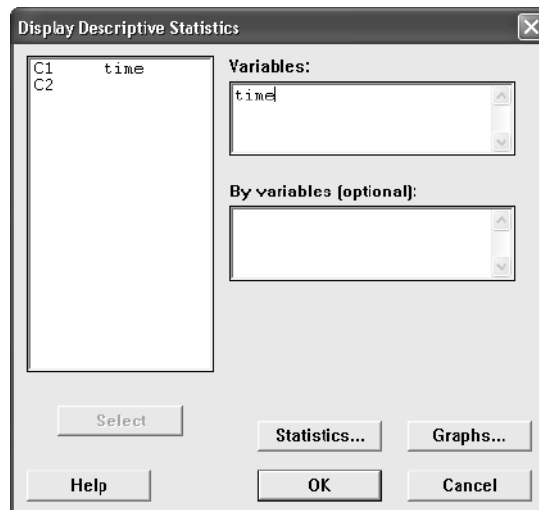 Display Descriptive Statistics
C1 time
C2
Variables:
time
By variables (optional):
Select
Statistics...
Graphs...
Help
OK
Cancel